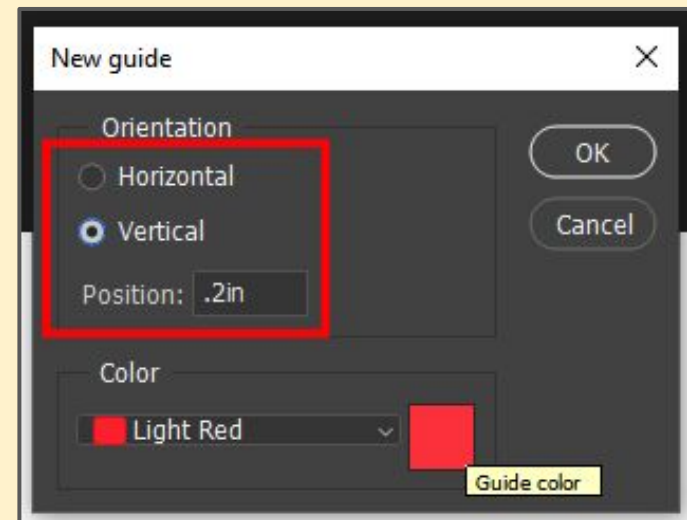 New guide
Orientation
Horizontal
Vertical
Position: .2in
OK
Cancel
Color
Light Red
Guide color